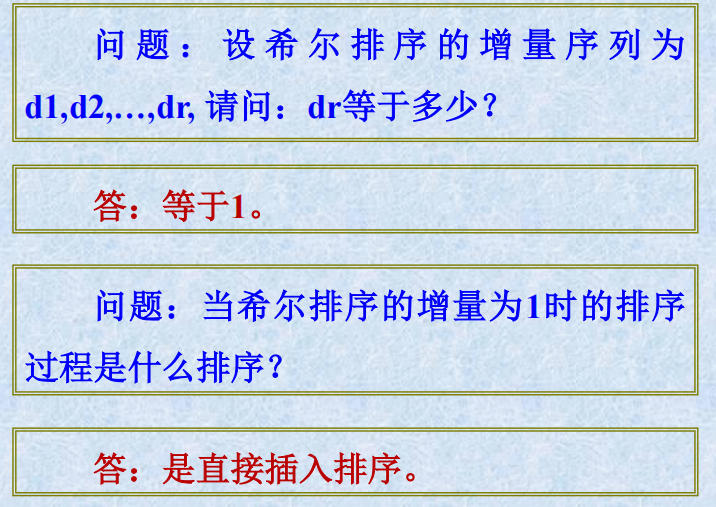 问题：设希尔排序的增量序列为
d1,d2,…,dr, 请问：dr等于多少？
答：等于1。
问题：当希尔排序的增量为1时的排序
过程是什么排序？
答：是直接插入排序。